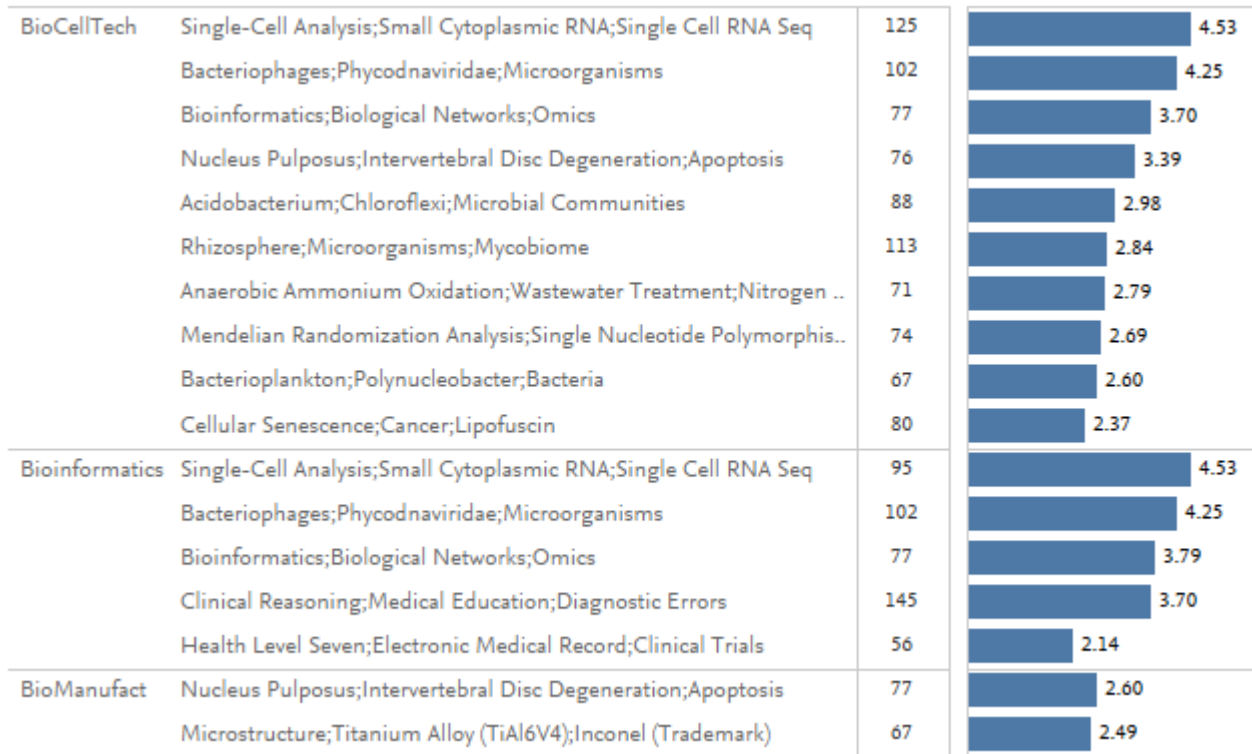 BioCellTech Single-Cell Analysis;Small Cytoplasmic RNA;Single Cell RNA Seq 125 4.53
Bacteriophages;Phycodnaviridae;Microorganisms 102 4.25
Bioinformatics;Biological Networks;Omics 77 3.70
Nucleus Pulposus;Intervertebral Disc Degeneration;Apoptosis 76 3.39
Acidobacterium;Chloroflexi;Microbial Communities 88 2.98
Rhizosphere;Microorganisms;Mycobiome 113 2.84
Anaerobic Ammonium Oxidation;Wastewater Treatment;Nitrogen .. 71 2.79
Mendelian Randomization Analysis;Single Nucleotide Polymorphis.. 74 2.69
Bacterioplankton;Polynucleobacter;Bacteria 67 2.60
Cellular Senescence;Cancer;Lipofuscin 80 2.37
Bioinformatics Single-Cell Analysis;Small Cytoplasmic RNA;Single Cell RNA Seq 95 4.53
Bacteriophages;Phycodnaviridae;Microorganisms 102 4.25
Bioinformatics;Biological Networks;Omics 77 3.79
Clinical Reasoning;Medical Education;Diagnostic Errors 145 3.70
Health Level Seven;Electronic Medical Record;Clinical Trials 56 2.14
BioManufact Nucleus Pulposus;Intervertebral Disc Degeneration;Apoptosis 77 2.60
Microstructure;Titanium Alloy (TiAl6V4);Inconel (Trademark) 67 2.49